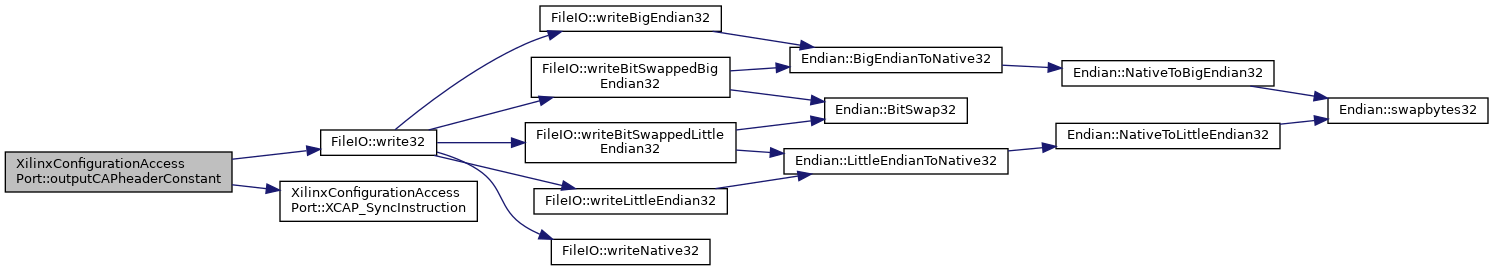 XilinxConfigurationAccess
Port::outputCAPheaderConstant
FileIO::write32
XilinxConfigurationAccess
Port::XCAP_SyncInstruction
FileIO::writeBigEndian32
FileIO::writeBitSwappedBig
Endian32
FileIO::writeBitSwappedLittle
Endian32
FileIO::writeLittleEndian32
FileIO::writeNative32
Endian::BigEndianToNative32
Endian::BitSwap32
Endian::LittleEndianToNative32
Endian::NativeToBigEndian32
Endian::NativeToLittleEndian32
Endian::swapbytes32